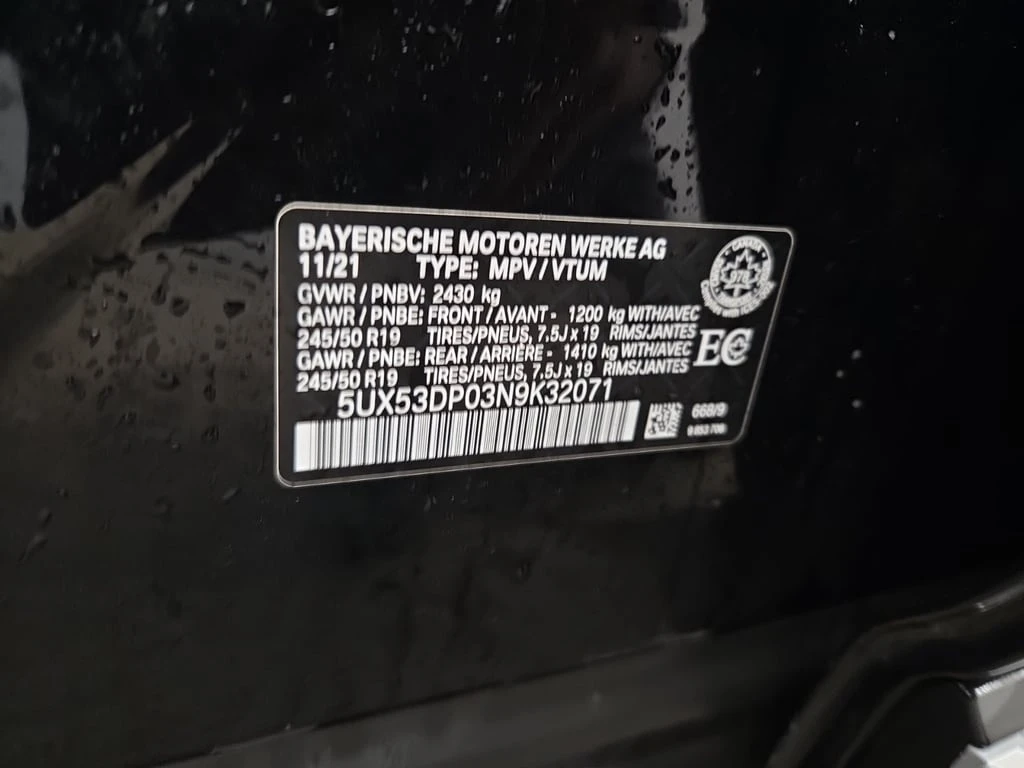 BAYERISCHE MOTOREN WERKE AG
11/21 TYPE: MPV / VTUM
GVWR / PNBV: 2430 kg
GAWR / PNBE: FRONT / AVANT - 1200 kg WITH/AVEC
245/50 R19 TIRES/PNEUS, 7.5J x 19 RIMS/JANTES
GAWR / PNBE: REAR / ARRIÈRE - 1410 kg WITH/AVEC
245/50 R19 TIRES/PNEUS, 7.5J x 19 RIMS/JANTES
5UX53DP03N9K32071
CANADA
978
EC
668/9